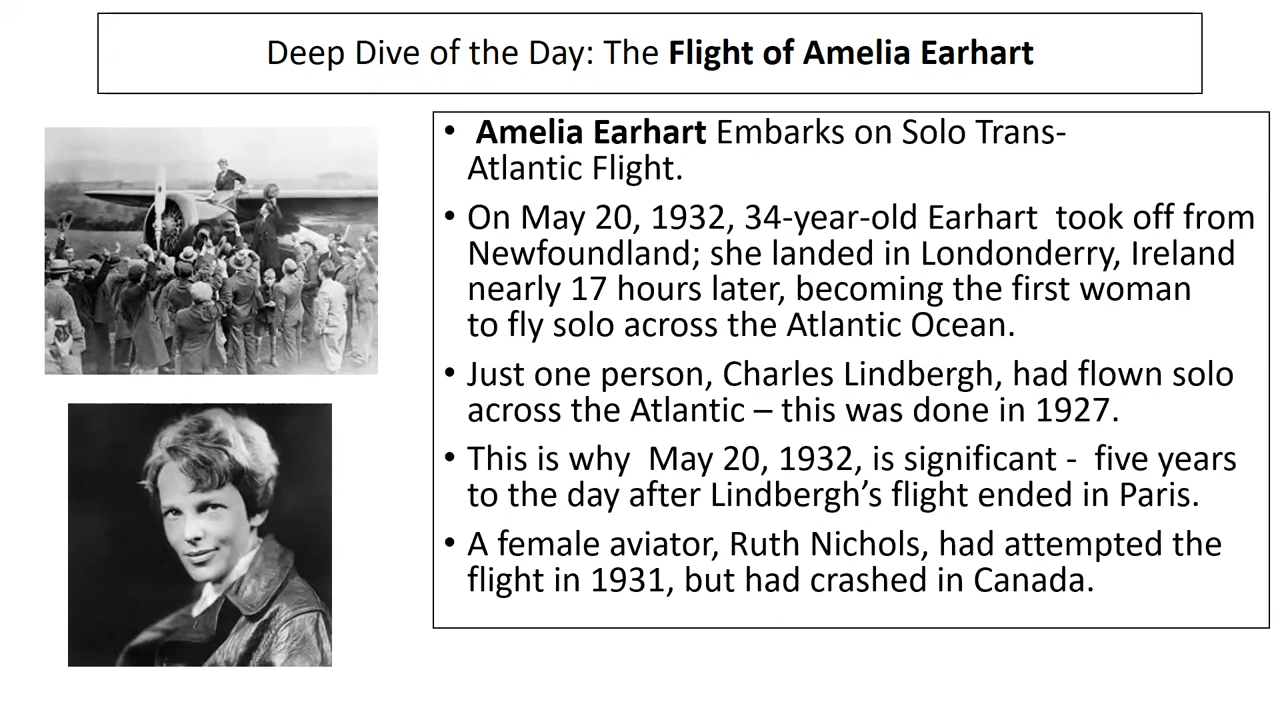 Deep Dive of the Day: The Flight of Amelia Earhart
• Amelia Earhart Embarks on Solo Trans-
Atlantic Flight.
• On May 20, 1932, 34-year-old Earhart  took off from
Newfoundland; she landed in Londonderry, Ireland
nearly 17 hours later, becoming the first woman
to fly solo across the Atlantic Ocean.
• Just one person, Charles Lindbergh, had flown solo
across the Atlantic – this was done in 1927.
• This is why  May 20, 1932, is significant -  five years
to the day after Lindbergh’s flight ended in Paris.
• A female aviator, Ruth Nichols, had attempted the
flight in 1931, but had crashed in Canada.